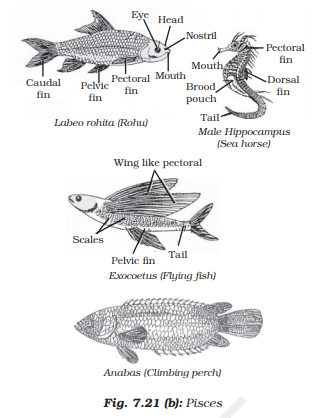 Eye
Head
Nostril
Mouth
Pectoral
fin
Pelvic
fin
Caudal
fin
Labeo rohita (Rohu)
Mouth
Pectoral
fin
Dorsal
fin
Brood
pouch
Tail
Male Hippocampus
(Sea horse)
Wing like pectoral
Scales
Pelvic fin
Tail
Exocoetus (Flying fish)
Anabas (Climbing perch)
Fig. 7.21 (b): Pisces